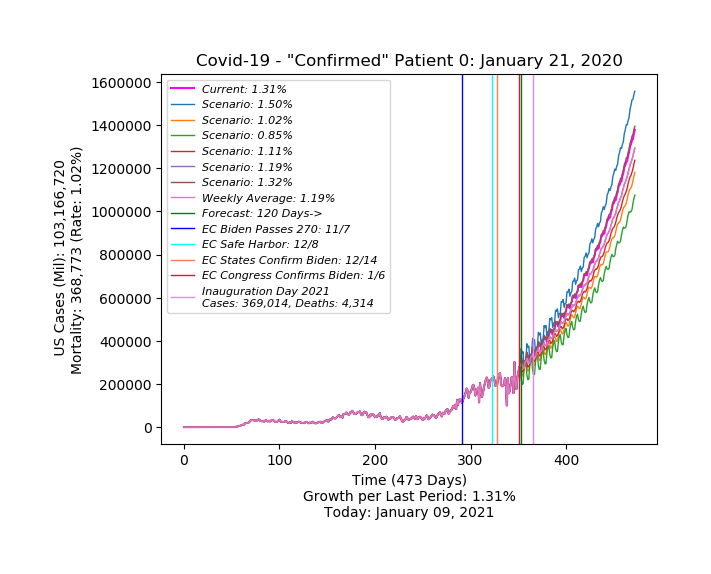 Covid-19 - "Confirmed" Patient 0: January 21, 2020
US Cases (Mil): 103,166,720
Mortality: 368,773 (Rate: 1.02%)
1600000
1400000
1200000
1000000
800000
600000
400000
200000
0
Current: 1.31%
Scenario: 1.50%
Scenario: 1.02%
Scenario: 0.85%
Scenario: 1.11%
Scenario: 1.19%
Scenario: 1.32%
Weekly Average: 1.19%
Forecast: 120 Days->
EC Biden Passes 270: 11/7
EC Safe Harbor: 12/8
EC States Confirm Biden: 12/14
EC Congress Confirms Biden: 1/6
Inauguration Day 2021
Cases: 369,014, Deaths: 4,314
0 100 200 300 400
Time (473 Days)
Growth per Last Period: 1.31%
Today: January 09, 2021